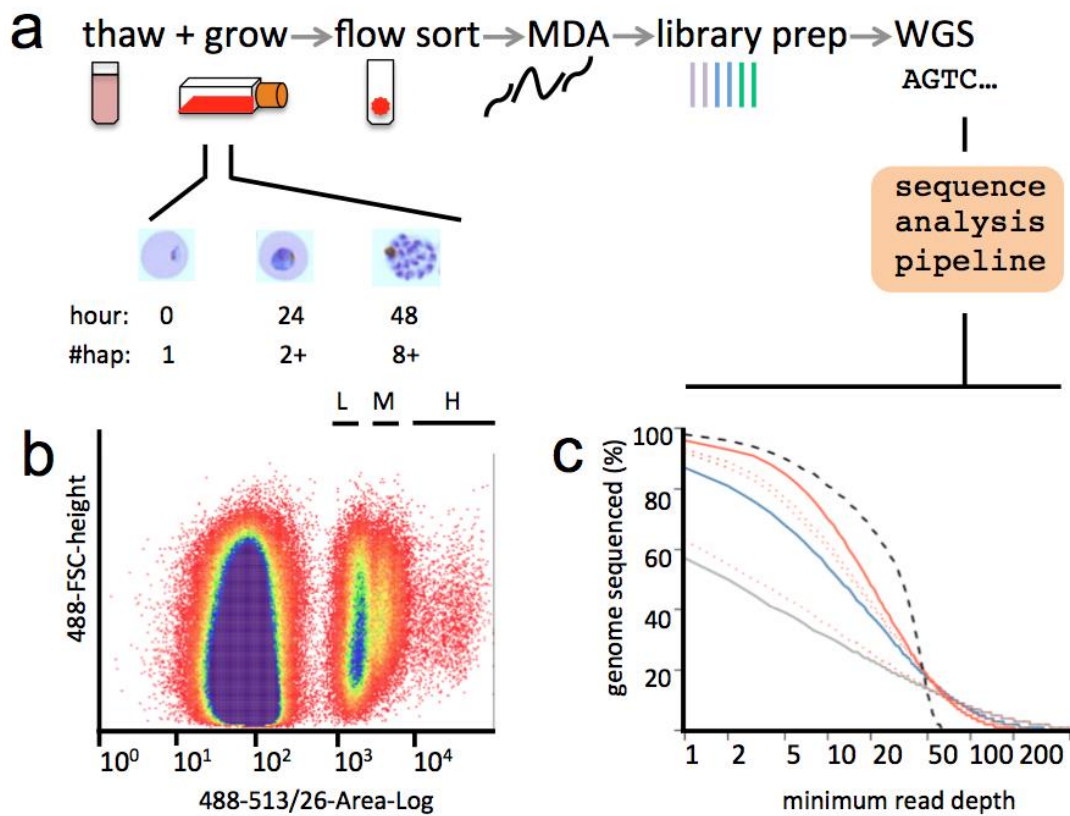 a
thaw + grow → flow sort → MDA → library prep → WGS
AGTC...
sequence
analysis
pipeline
hour: 0 24 48
#hap: 1 2+ 8+
L M H
b
488-FSC-height
10⁰ 10¹ 10² 10³ 10⁴
488-513/26-Area-Log
c
genome sequenced (%)
100
80
60
40
20
1 2 5 10 20 50 100 200
minimum read depth